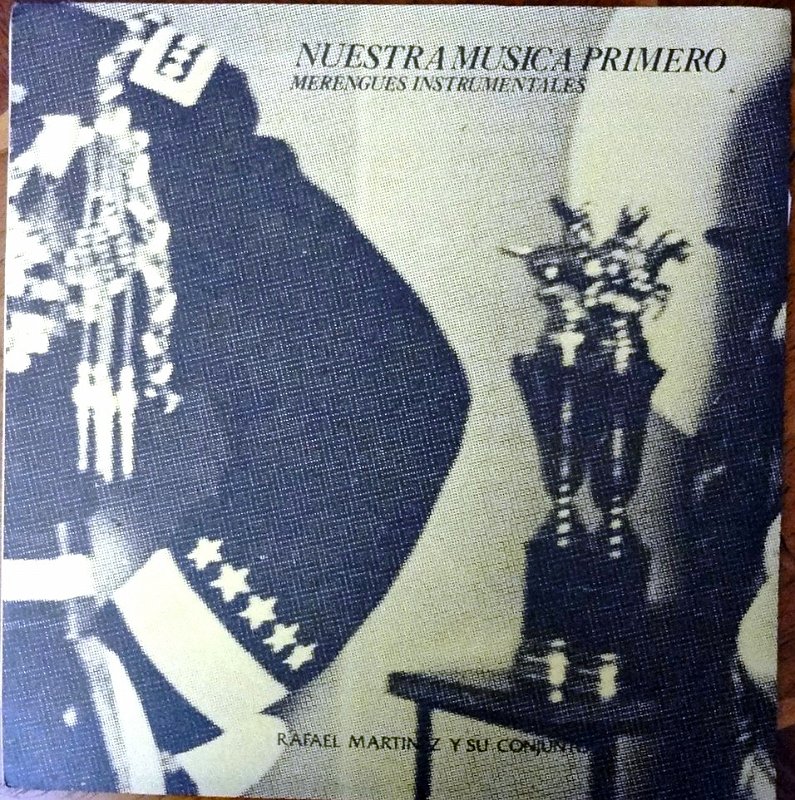 NUESTRA MUSICA PRIMERO
MERENGUES INSTRUMENTALES
RAFAEL MARTINEZ Y SU CONJUNTO